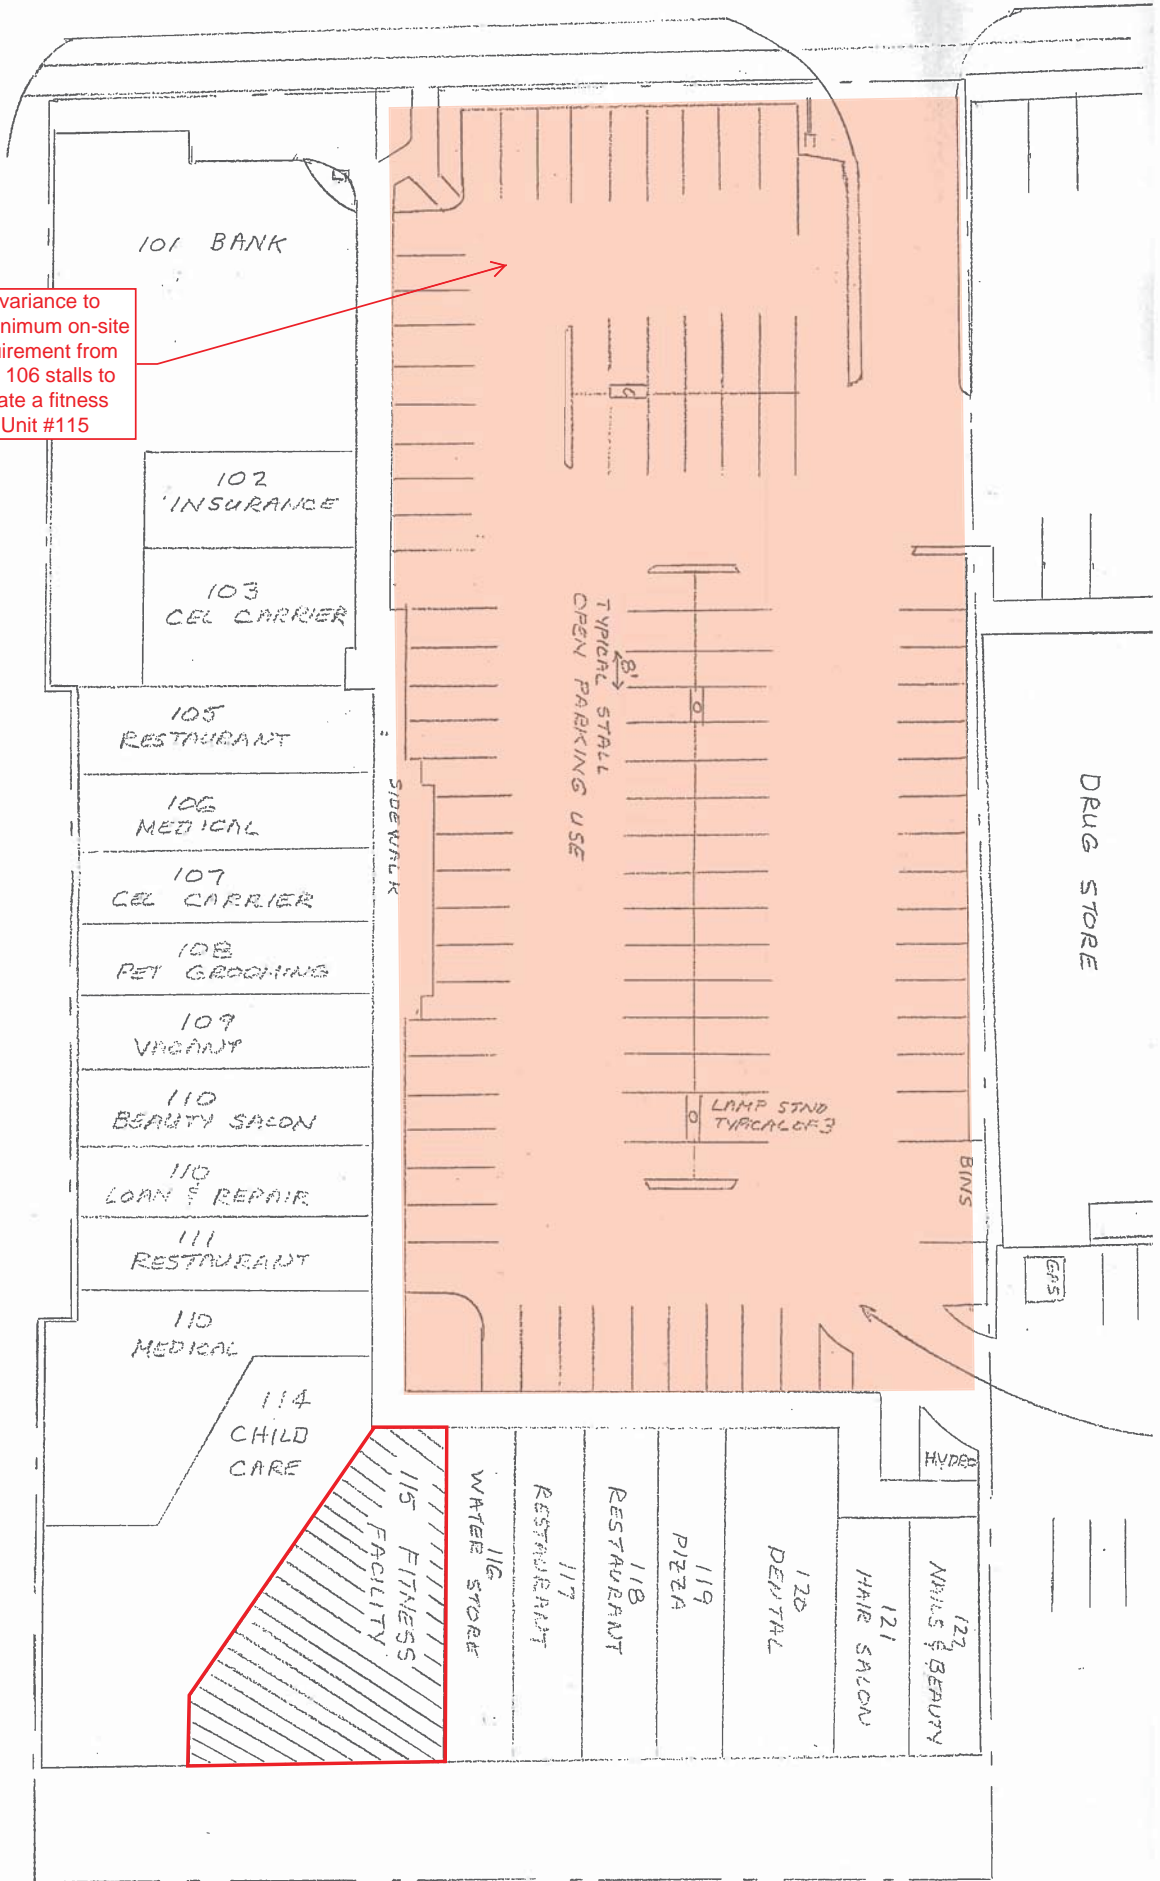 101 BANK
variance to
nimum on-site
uirement from
106 stalls to
ate a fitness
Unit #115
102
INSURANCE
103
CEL CARRIER
105
RESTAURANT
106
MEDICAL
107
CEL CARRIER
108
PET GROOMING
109
VACANT
110
BEAUTY SALON
110
LOAN & REPAIR
111
RESTAURANT
110
MEDICAL
114
CHILD
CARE
SIDEWALK
TYPICAL STALL
OPEN PARKING USE
8'
LAMP STND
TYPICAL OF 3
BINS
DRUG STORE
GAS
HYDRO
115 FITNESS
FACILITY
116
WATER STORE
117
RESTAURANT
118
RESTAURANT
119
PIZZA
120
DENTAL
121
HAIR SALON
122
NAILS & BEAUTY